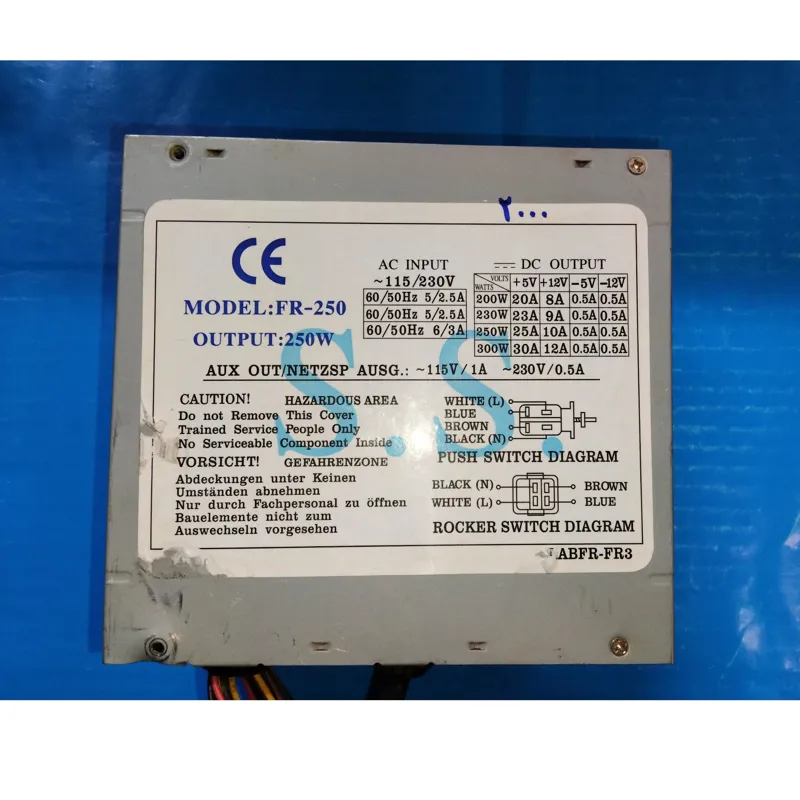 ۲۰۰۰
CE
MODEL:FR-250
OUTPUT:250W
AC INPUT
~115/230V
60/50Hz 5/2.5A
60/50Hz 5/2.5A
60/50Hz 6/3A
DC OUTPUT
VOLTS WATTS +5V +12V -5V -12V
200W 20A 8A 0.5A 0.5A
230W 23A 9A 0.5A 0.5A
250W 25A 10A 0.5A 0.5A
300W 30A 12A 0.5A 0.5A
AUX OUT/NETZSP AUSG.: ~115V/1A ~230V/0.5A
CAUTION! HAZARDOUS AREA
Do not Remove This Cover
Trained Service People Only
No Serviceable Component Inside
VORSICHT! GEFAHRENZONE
Abdeckungen unter Keinen
Umständen abnehmen
Nur durch Fachpersonal zu öffnen
Bauelemente nicht zum
Auswechseln vorgesehen
WHITE (L)
BLUE
BROWN
BLACK (N)
PUSH SWITCH DIAGRAM
BLACK (N) BROWN
WHITE (L) BLUE
ROCKER SWITCH DIAGRAM
LABFR-FR3
S.S.